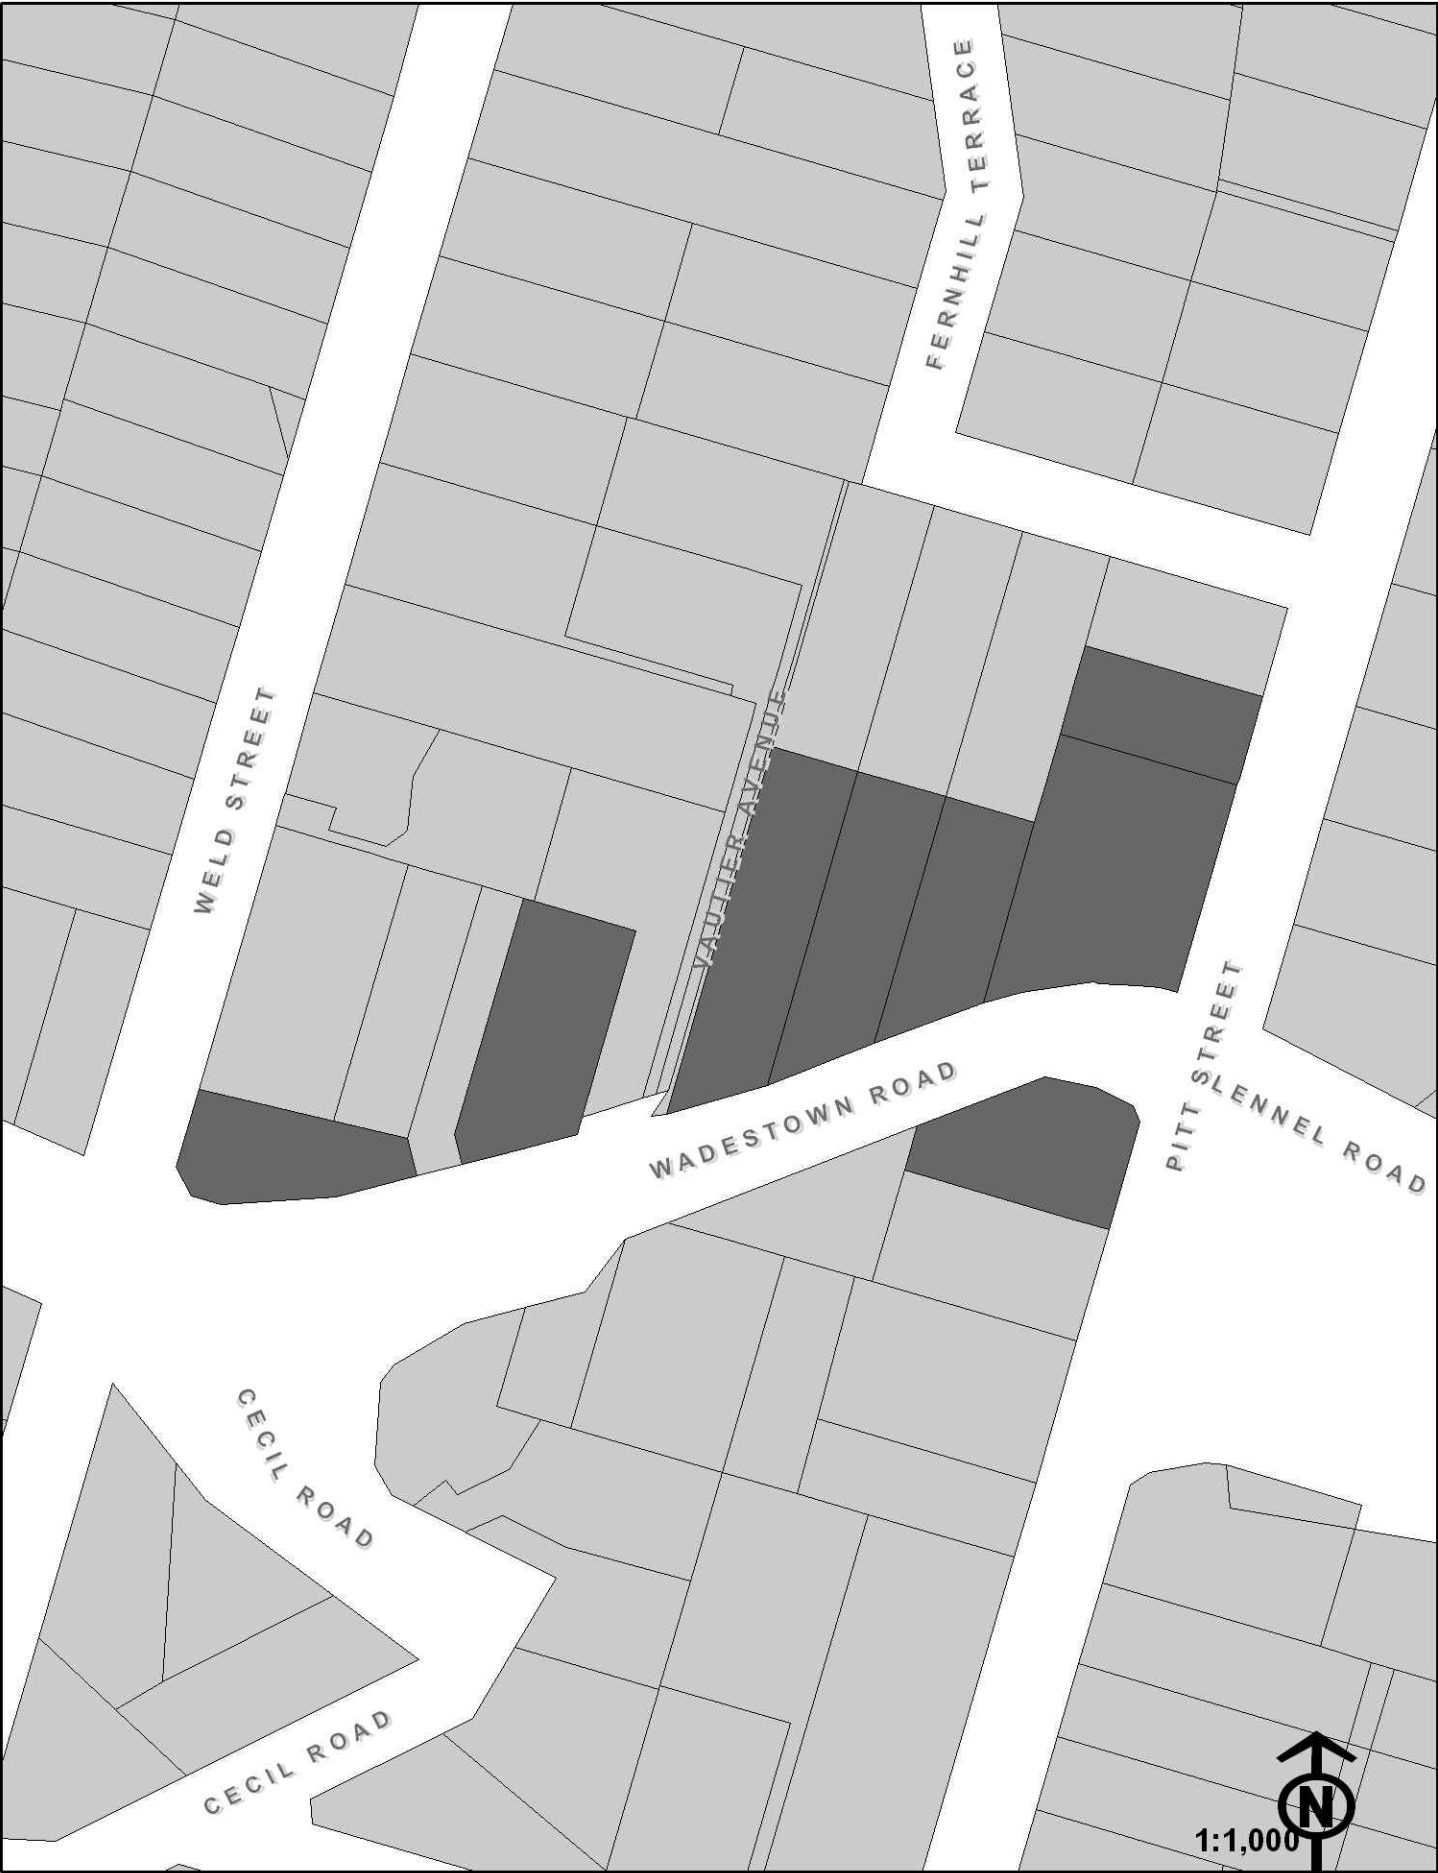 FERNHILL TERRACE
WELD STREET
VAUTIER AVENUE
PITT STREET
WADESTOWN ROAD
LENNEL ROAD
CECIL ROAD
CECIL ROAD
N
1:1,000